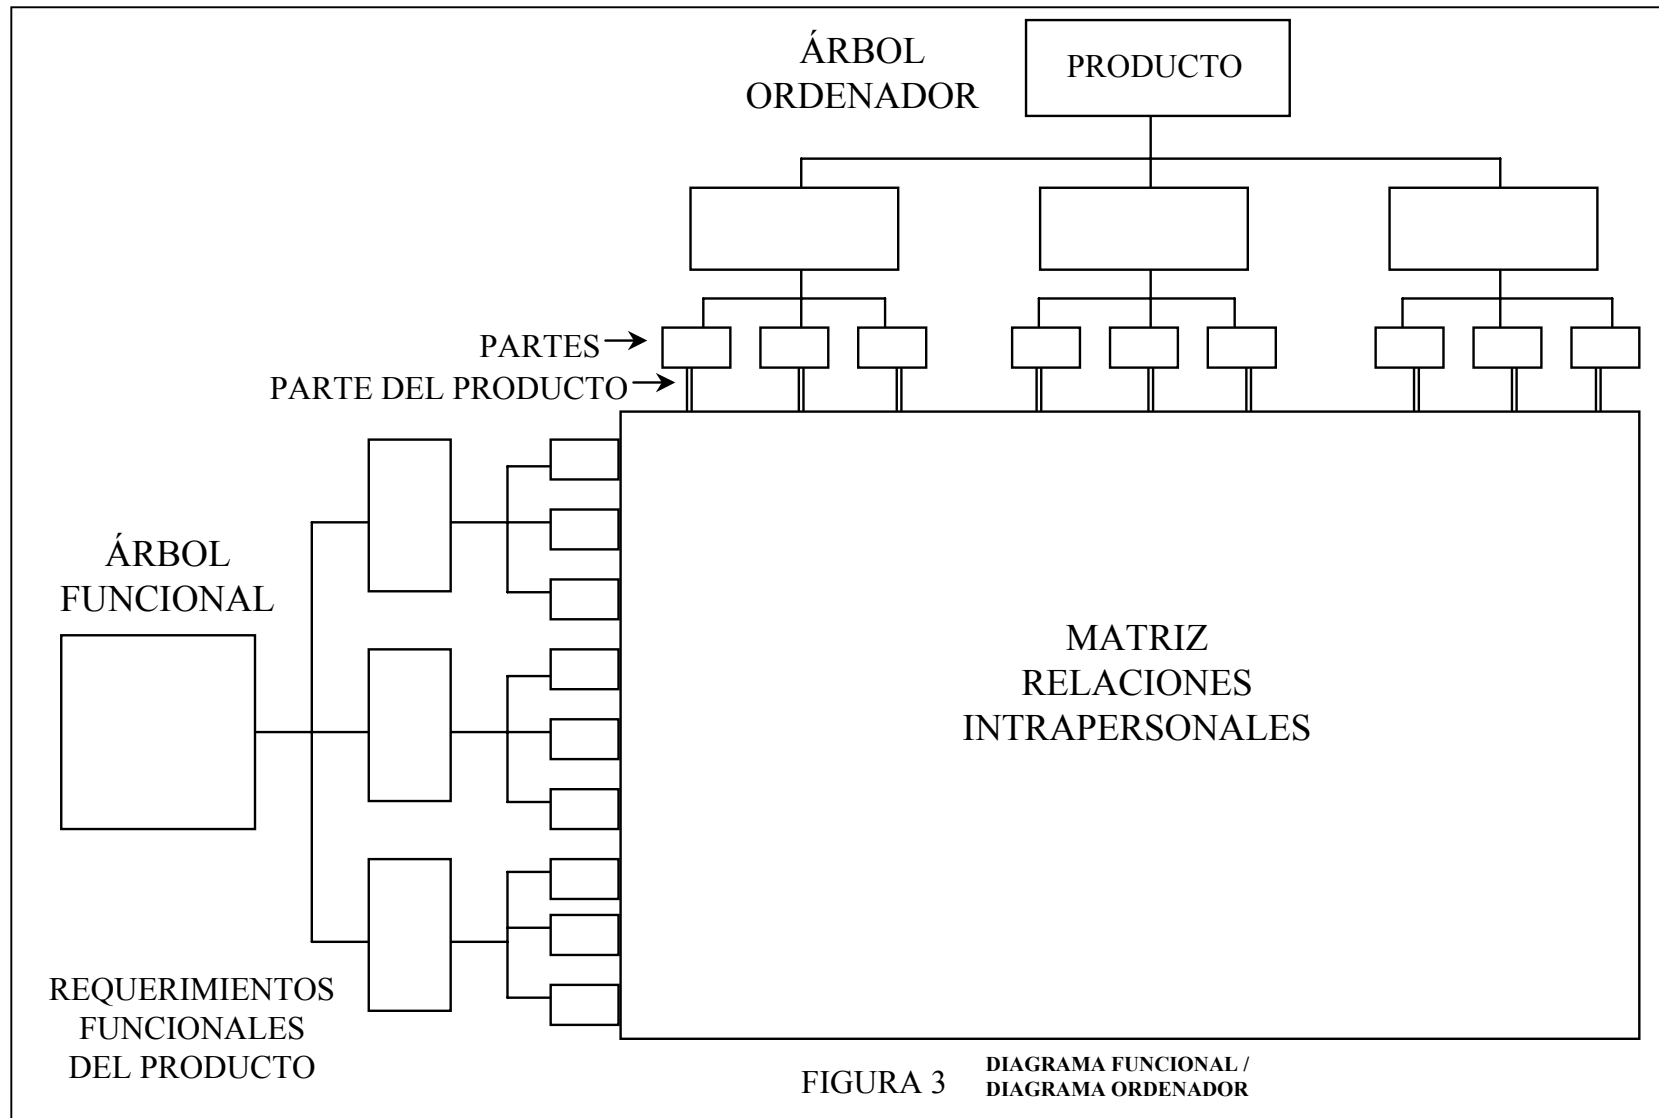 ÁRBOL
ORDENADOR
PRODUCTO
PARTES
PARTE DEL PRODUCTO
ÁRBOL
FUNCIONAL
MATRIZ
RELACIONES
INTRAPERSONALES
REQUERIMIENTOS
FUNCIONALES
DEL PRODUCTO
FIGURA 3
DIAGRAMA FUNCIONAL /
DIAGRAMA ORDENADOR